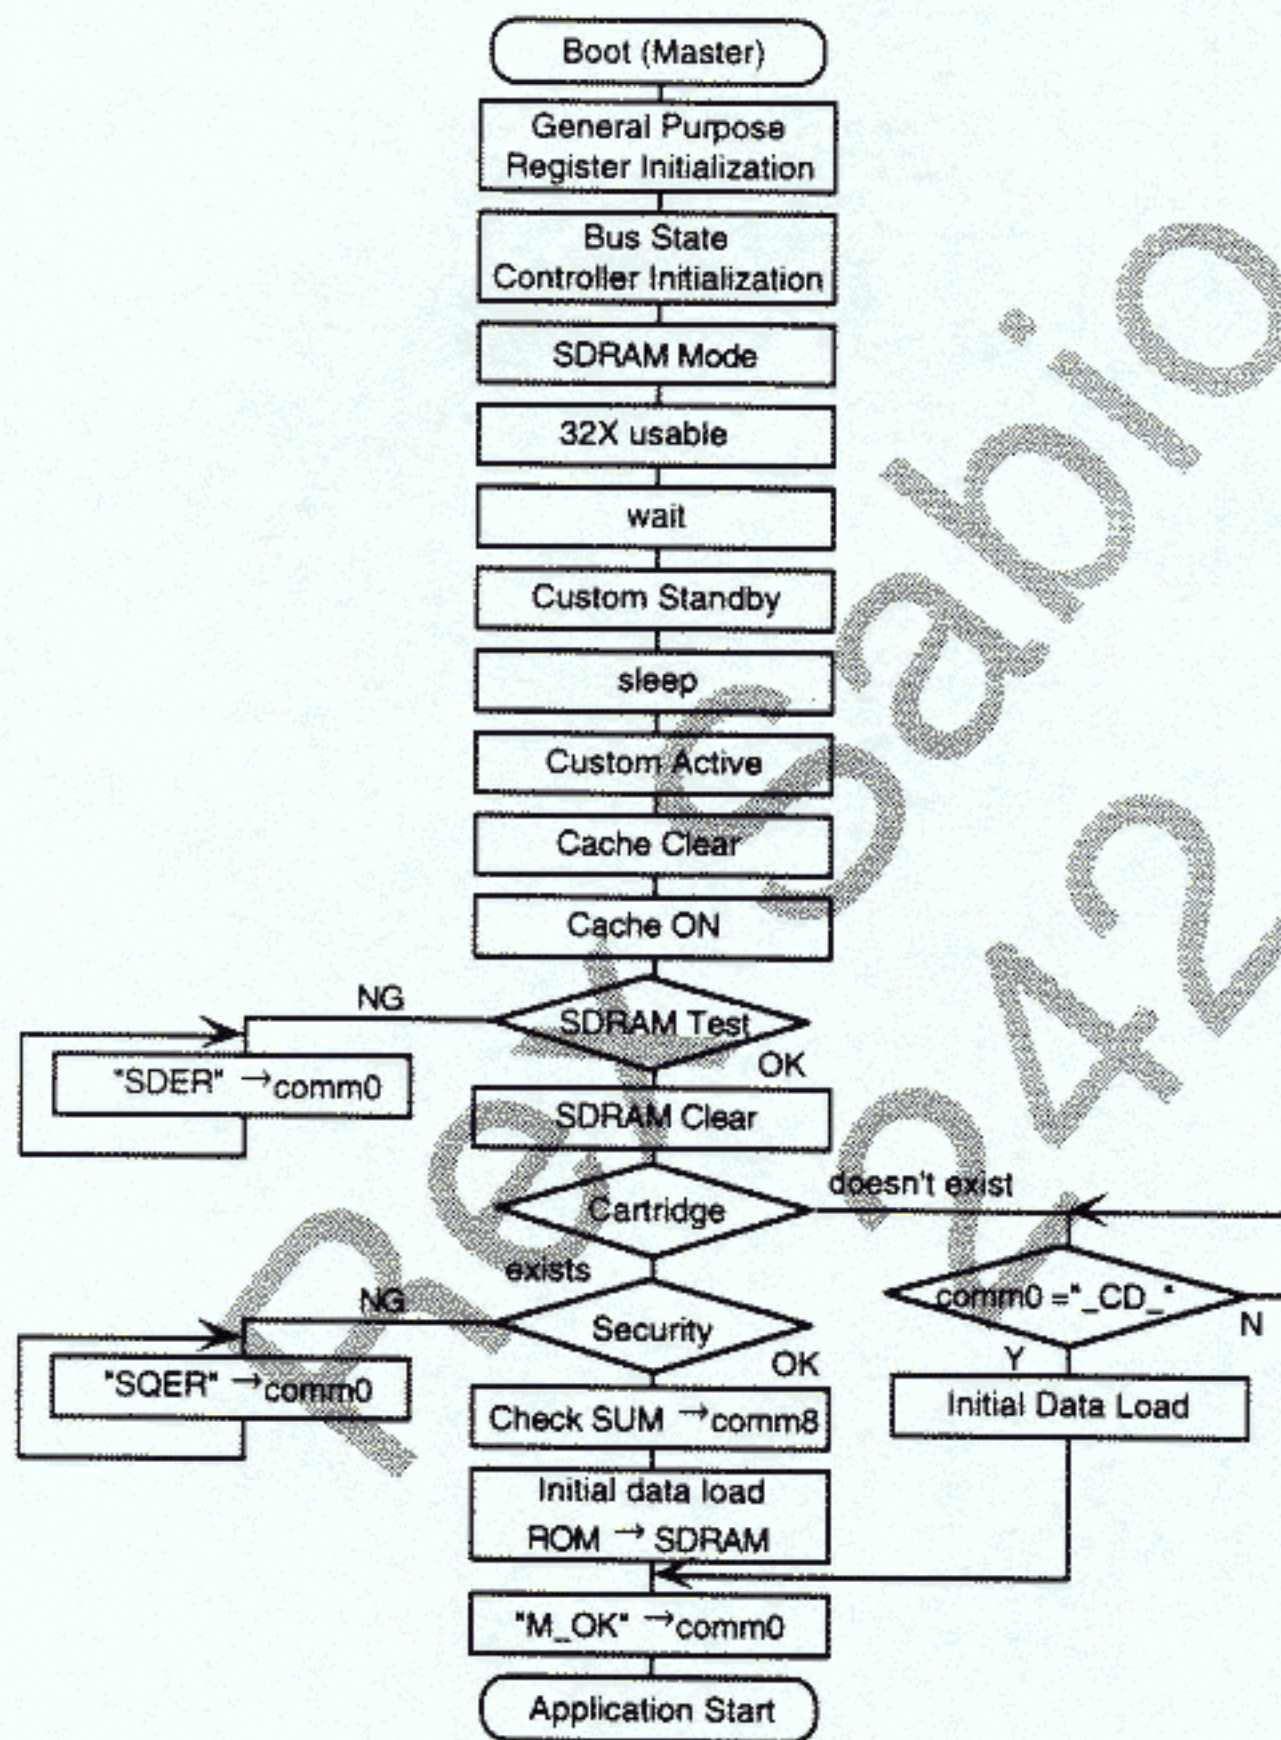 Boot (Master)
General Purpose
Register Initialization
Bus State
Controller Initialization
SDRAM Mode
32X usable
wait
Custom Standby
sleep
Custom Active
Cache Clear
Cache ON
NG
SDRAM Test
OK
"SDER" →comm0
SDRAM Clear
Cartridge
doesn't exist
exists
comm0 ="_CD_"
N
Y
NG
Security
OK
"SQER" →comm0
Check SUM →comm8
Initial Data Load
Initial data load
ROM → SDRAM
"M_OK" →comm0
Application Start